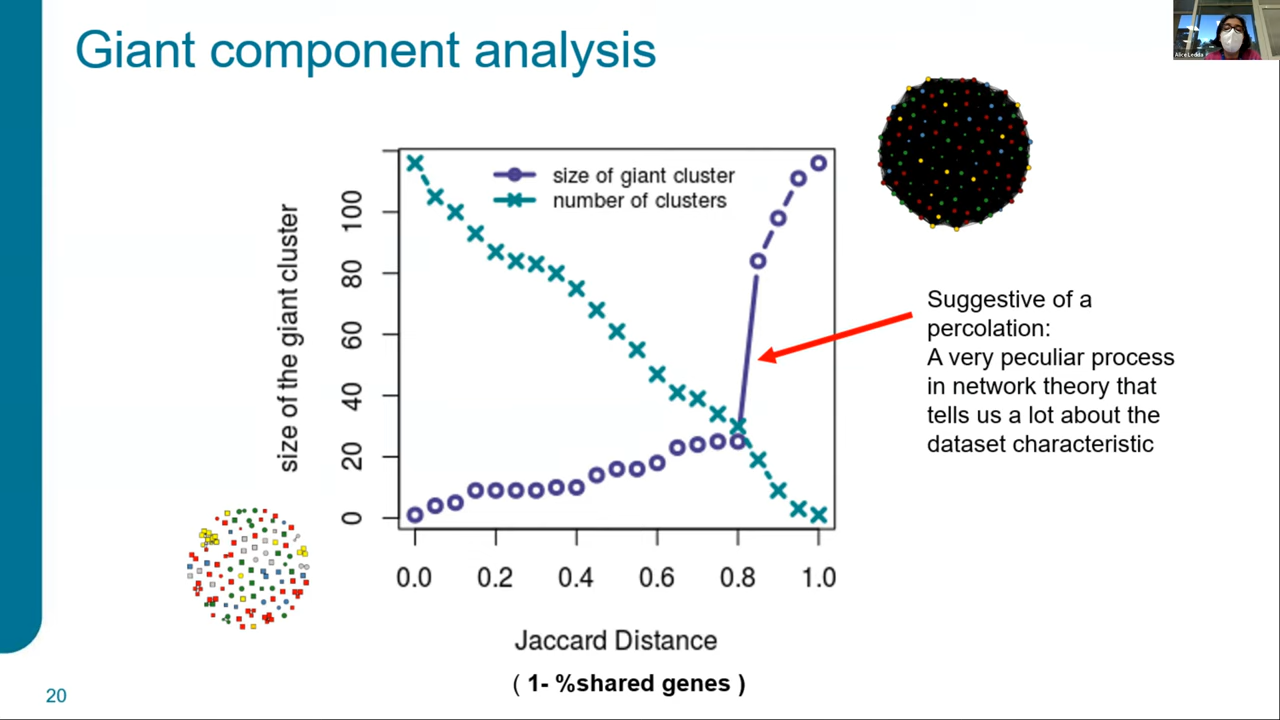 Giant component analysis
Alice Ledda
size of giant cluster
number of clusters
size of the giant cluster
100
80
60
40
20
0
0.0 0.2 0.4 0.6 0.8 1.0
Jaccard Distance
( 1- %shared genes )
Suggestive of a
percolation:
A very peculiar process
in network theory that
tells us a lot about the
dataset characteristic
20